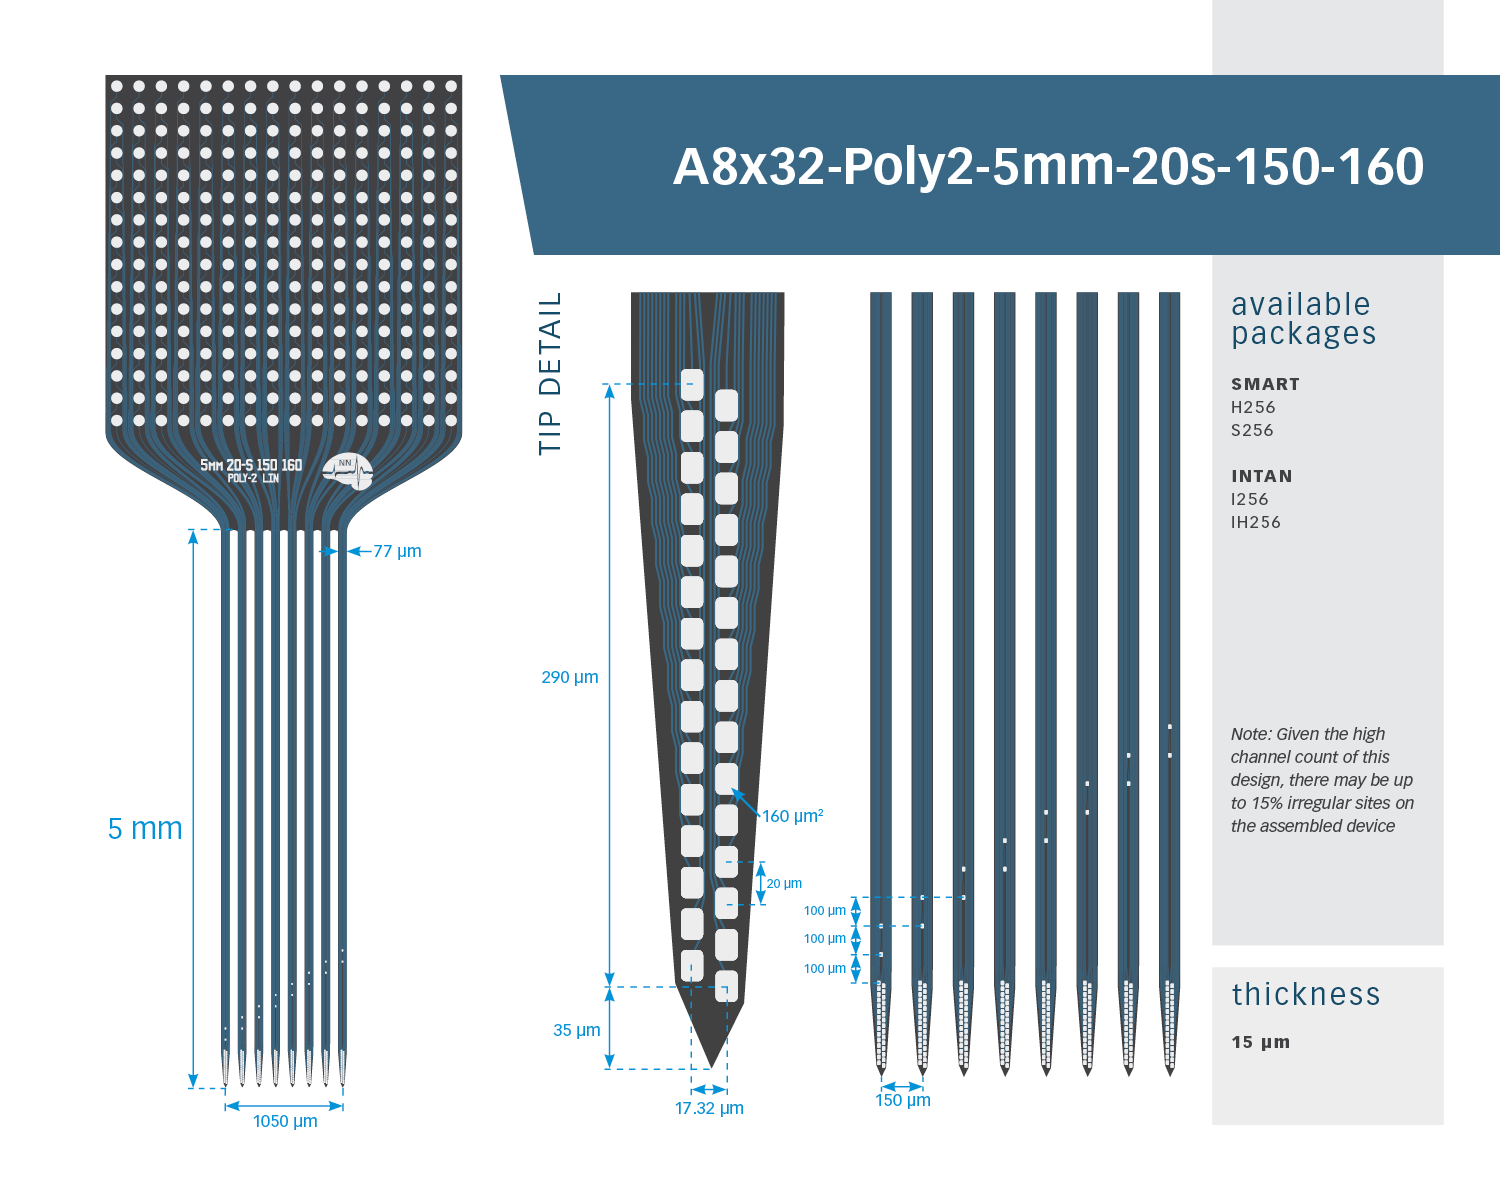 A8x32-Poly2-5mm-20s-150-160
5MM 20-S 150 160
POLY-2 LIN
NN
77 µm
5 mm
1050 µm
TIP DETAIL
290 µm
160 µm²
20 µm
35 µm
17.32 µm
100 µm
100 µm
100 µm
150 µm
available
packages
SMART
H256
S256
INTAN
I256
IH256
Note: Given the high
channel count of this
design, there may be up
to 15% irregular sites on
the assembled device
thickness
15 µm